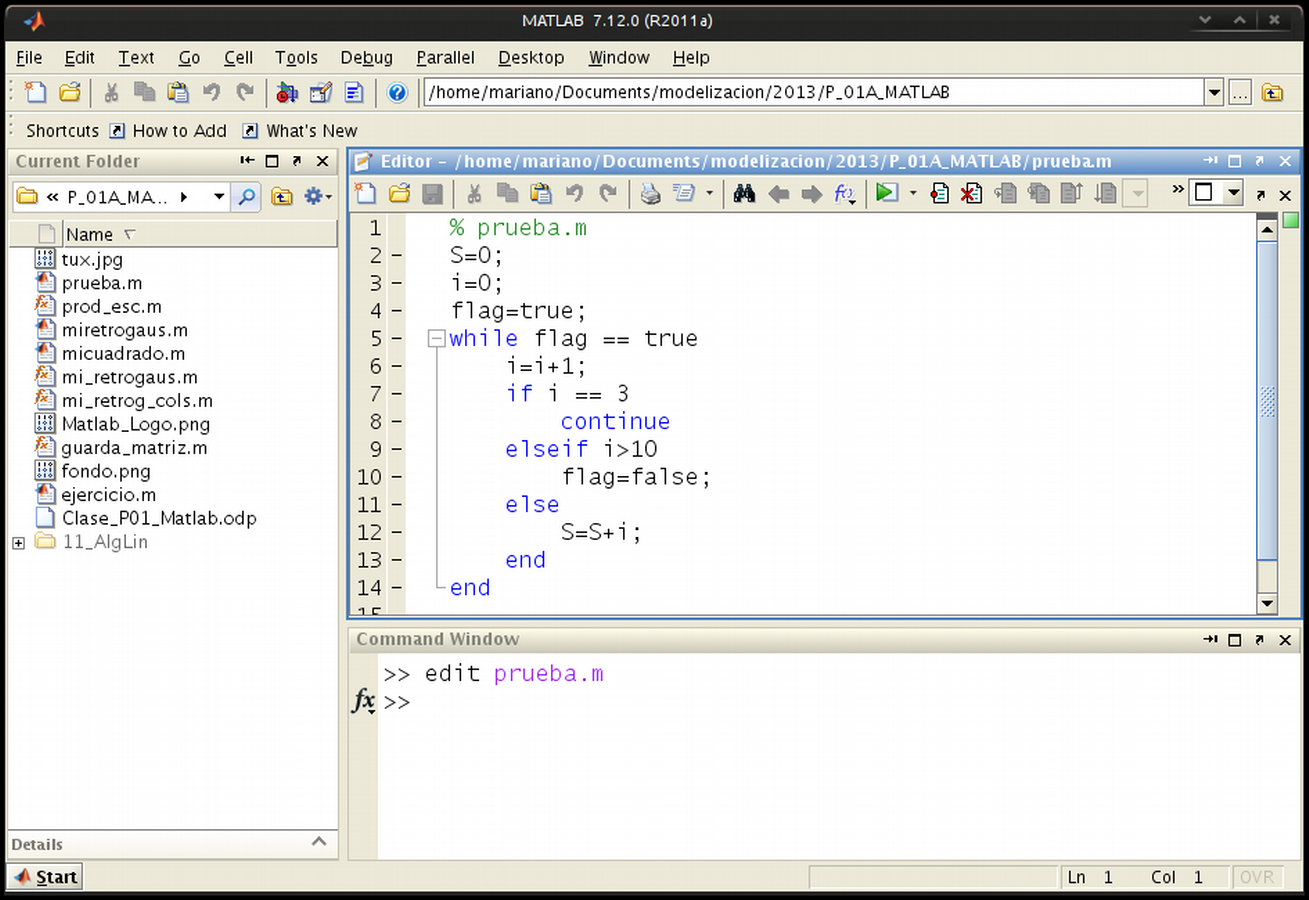 MATLAB 7.12.0 (R2011a)
File Edit Text Go Cell Tools Debug Parallel Desktop Window Help
/home/mariano/Documents/modelizacion/2013/P_01A_MATLAB ...
Shortcuts How to Add What's New
Current Folder
« P_01A_MA...
Name
tux.jpg
prueba.m
prod_esc.m
miretrogaus.m
micuadrado.m
mi_retrogaus.m
mi_retrog_cols.m
Matlab_Logo.png
guarda_matriz.m
fondo.png
ejercicio.m
Clase_P01_Matlab.odp
11_AlgLin
Details
Editor - /home/mariano/Documents/modelizacion/2013/P_01A_MATLAB/prueba.m
»
1 % prueba.m
2 - S=0;
3 - i=0;
4 - flag=true;
5 - while flag == true
6 - i=i+1;
7 - if i == 3
8 - continue
9 - elseif i>10
10 - flag=false;
11 - else
12 - S=S+i;
13 - end
14 - end
15
Command Window
>> edit prueba.m
fx >>
Start
Ln 1 Col 1 OVR